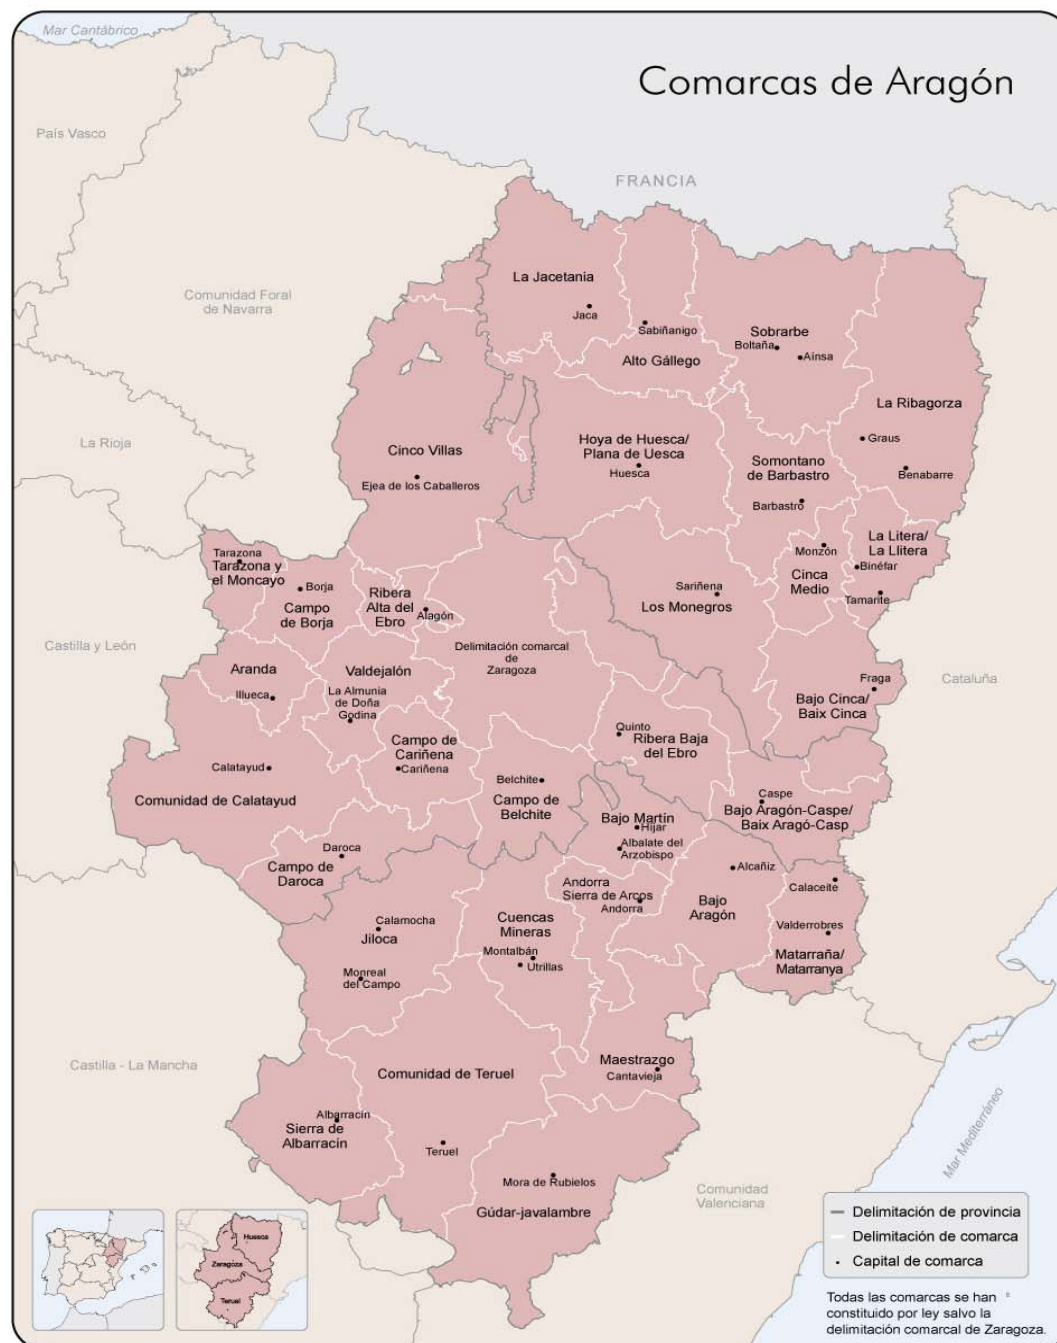 Mar Cantábrico
Comarcas de Aragón
País Vasco
FRANCIA
La Jacetania
Comunidad Foral
de Navarra
Jaca
Sabiñanigo
Sobrarbe
Boltaña
Ainsa
Alto Gállego
La Ribagorza
La Rioja
Cinco Villas
Hoya de Huesca/
Plana de Uesca
Huesca
Graus
Somontano
de Barbastro
Benabarre
Ejea de los Caballeros
Barbastro
Tarazona
Tarazona y
el Moncayo
Borja
Campo
de Borja
Ribera
Alta del
Ebro
Alagón
Monzón
Cinca
Medio
La Litera/
La Llitera
Binéfar
Tamarite
Sariñena
Los Monegros
Castilla y León
Delimitación comarcal
de
Zaragoza
Aranda
Illueca
Valdejalón
La Almunia
de Doña
Godina
Fraga
Bajo Cinca/
Baix Cinca
Cataluña
Campo de
Cariñena
Cariñena
Quinto
Ribera Baja
del Ebro
Calatayud
Comunidad de Calatayud
Belchite
Campo de
Belchite
Caspe
Bajo Aragón-Caspe/
Baix Aragó-Casp
Bajo Martín
Hijar
Albalate del
Arzobispo
Daroca
Campo de
Daroca
Alcañiz
Bajo
Aragón
Andorra
Sierra de Arcos
Andorra
Calaceite
Valderrobres
Matarraña/
Matarranya
Calamocha
Jiloca
Cuencas
Mineras
Montalbán
Utrillas
Monreal
del Campo
Castilla - La Mancha
Comunidad de Teruel
Maestrazgo
Cantavieja
Albarracín
Sierra de
Albarracín
Teruel
Mora de Rubielos
Gúdar-javalambre
Comunidad
Valenciana
Mar Mediterráneo
Huesca
Zaragoza
Teruel
Delimitación de provincia
Delimitación de comarca
Capital de comarca
Todas las comarcas se han
constituido por ley salvo la
delimitación comarcal de Zaragoza.